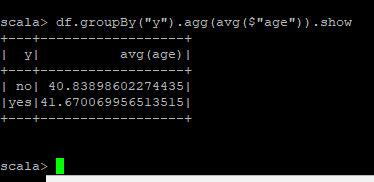 scala> df.groupBy("y").agg(avg($"age")).show
+---+------------------+
|  y|          avg(age)|
+---+------------------+
| no| 40.83898602274435|
|yes|41.670069956513515|
+---+------------------+
scala>